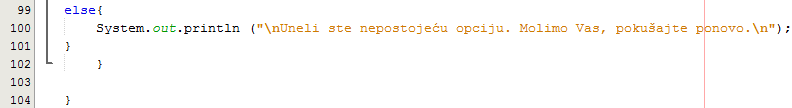 99 else{
100 System.out.println ("\nUneli ste nepostojeću opciju. Molimo Vas, pokušajte ponovo.\n");
101 }
102 }
103
104 }